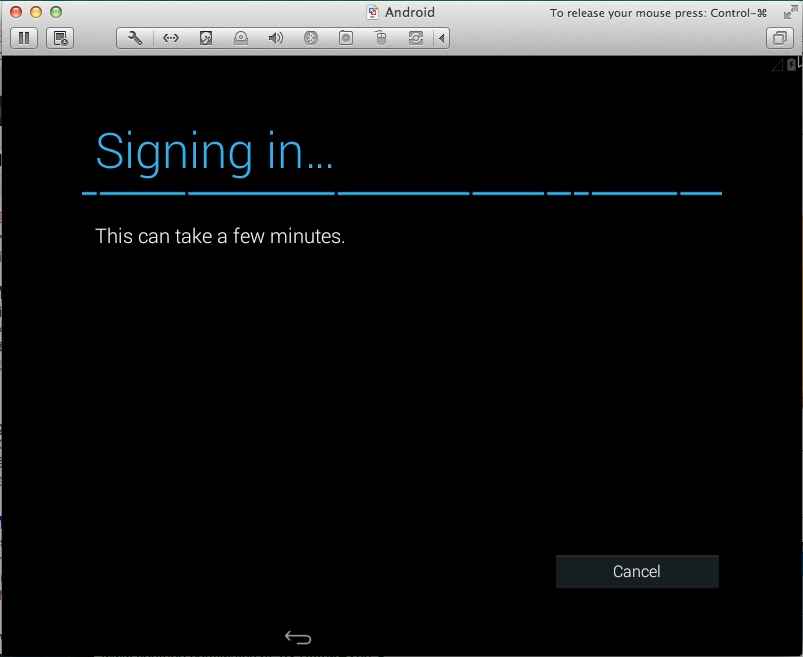 Android
To release your mouse press: Control-⌘
Signing in...
This can take a few minutes.
Cancel